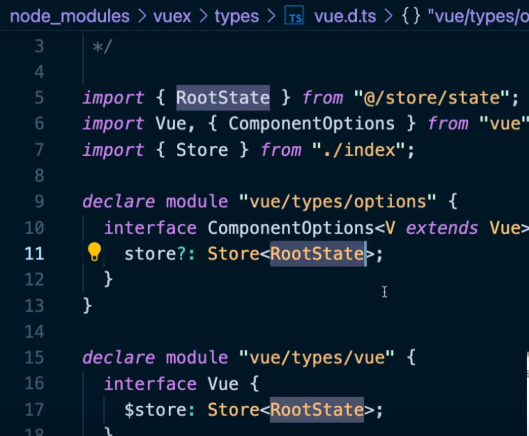 node_modules > vuex > types > TS vue.d.ts > {} "vue/types/o
3 */
4
5 import { RootState } from "@/store/state";
6 import Vue, { ComponentOptions } from "vue"
7 import { Store } from "./index";
8
9 declare module "vue/types/options" {
10 interface ComponentOptions<V extends Vue>
11 store?: Store<RootState>;
12 }
13 }
14
15 declare module "vue/types/vue" {
16 interface Vue {
17 $store: Store<RootState>;
18 }